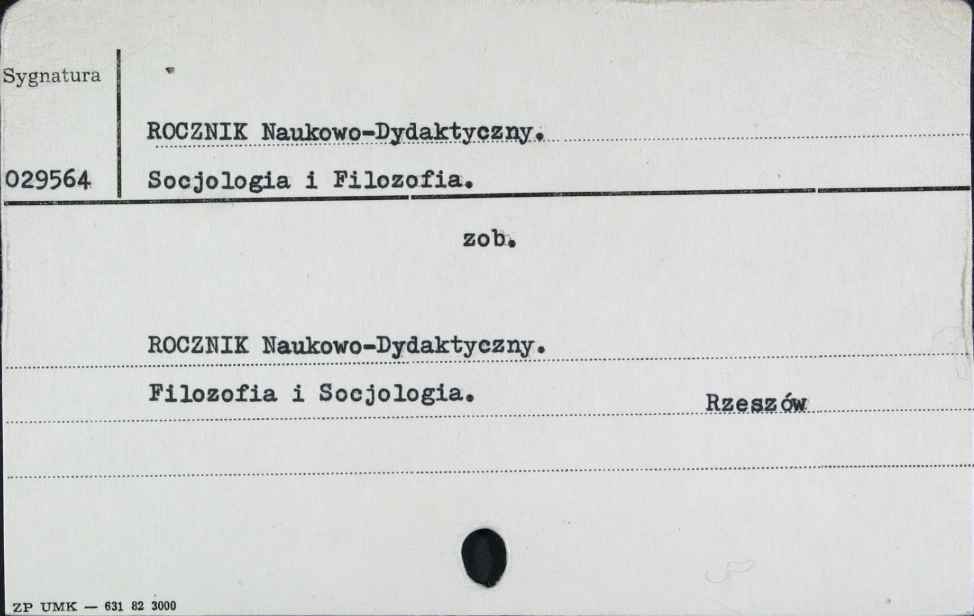 Sygnatura
ROCZNIK Naukowo-Dydaktyczny.
029564
Socjologia i Filozofia.
zob.
ROCZNIK Naukowo-Dydaktyczny.
Filozofia i Socjologia.
Rzeszów
ZP UMK — 631 82 3000